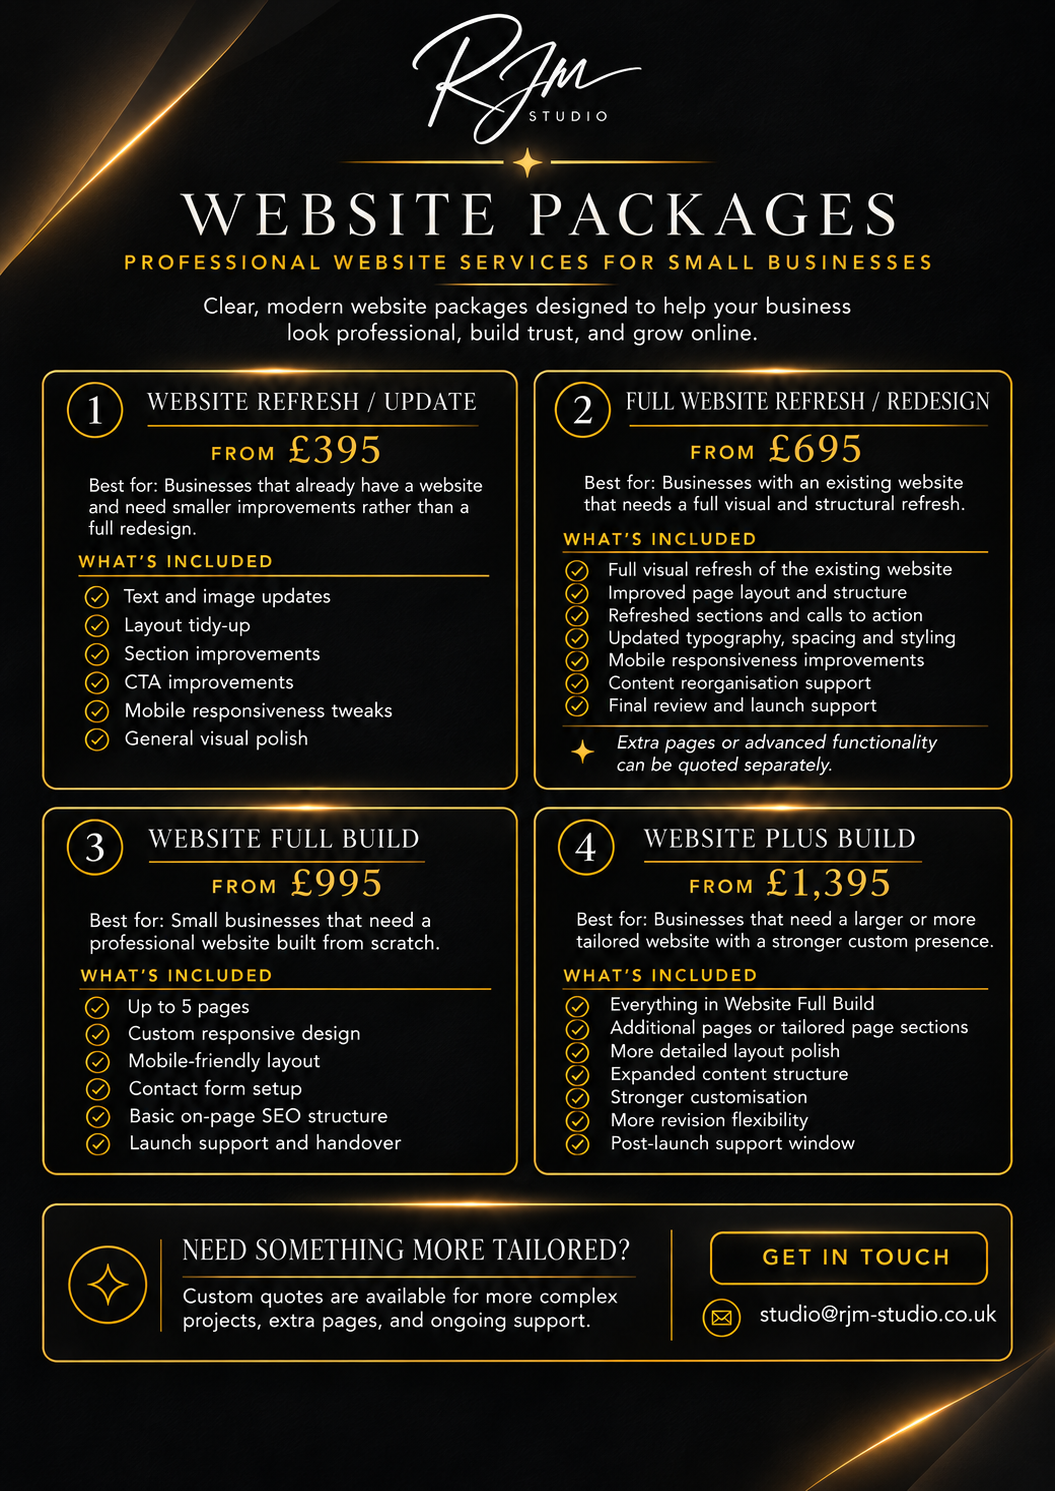 RJm
STUDIO
WEBSITE PACKAGES
PROFESSIONAL WEBSITE SERVICES FOR SMALL BUSINESSES
Clear, modern website packages designed to help your business
look professional, build trust, and grow online.
1
WEBSITE REFRESH / UPDATE
FROM £395
Best for: Businesses that already have a website
and need smaller improvements rather than a
full redesign.
WHAT'S INCLUDED
Text and image updates
Layout tidy-up
Section improvements
CTA improvements
Mobile responsiveness tweaks
General visual polish
2
FULL WEBSITE REFRESH / REDESIGN
FROM £695
Best for: Businesses with an existing website
that needs a full visual and structural refresh.
WHAT'S INCLUDED
Full visual refresh of the existing website
Improved page layout and structure
Refreshed sections and calls to action
Updated typography, spacing and styling
Mobile responsiveness improvements
Content reorganisation support
Final review and launch support
Extra pages or advanced functionality
can be quoted separately.
3
WEBSITE FULL BUILD
FROM £995
Best for: Small businesses that need a
professional website built from scratch.
WHAT'S INCLUDED
Up to 5 pages
Custom responsive design
Mobile-friendly layout
Contact form setup
Basic on-page SEO structure
Launch support and handover
4
WEBSITE PLUS BUILD
FROM £1,395
Best for: Businesses that need a larger or more
tailored website with a stronger custom presence.
WHAT'S INCLUDED
Everything in Website Full Build
Additional pages or tailored page sections
More detailed layout polish
Expanded content structure
Stronger customisation
More revision flexibility
Post-launch support window
NEED SOMETHING MORE TAILORED?
Custom quotes are available for more complex
projects, extra pages, and ongoing support.
GET IN TOUCH
studio@rjm-studio.co.uk